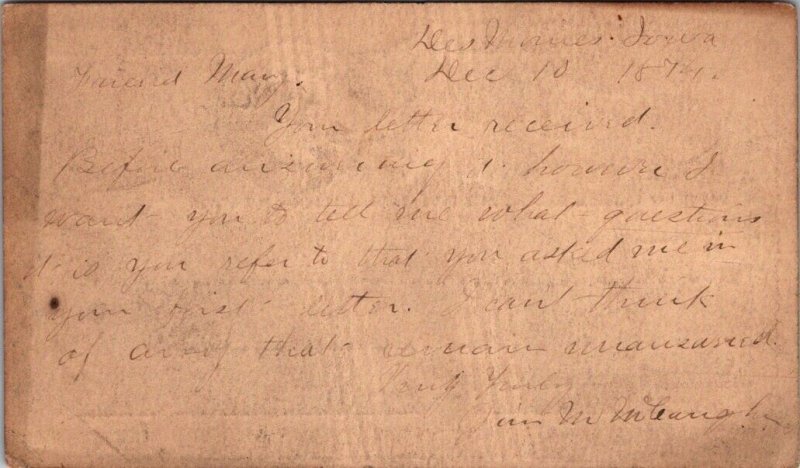 Des Moines Iowa
Friend Mary. Dec 10 1874.
Your letter received.
Before answering it however I
want you to tell me what questions
it is you refer to that you asked me in
your first letter. I can't think
of any that remain unanswered.
Very Truly
M